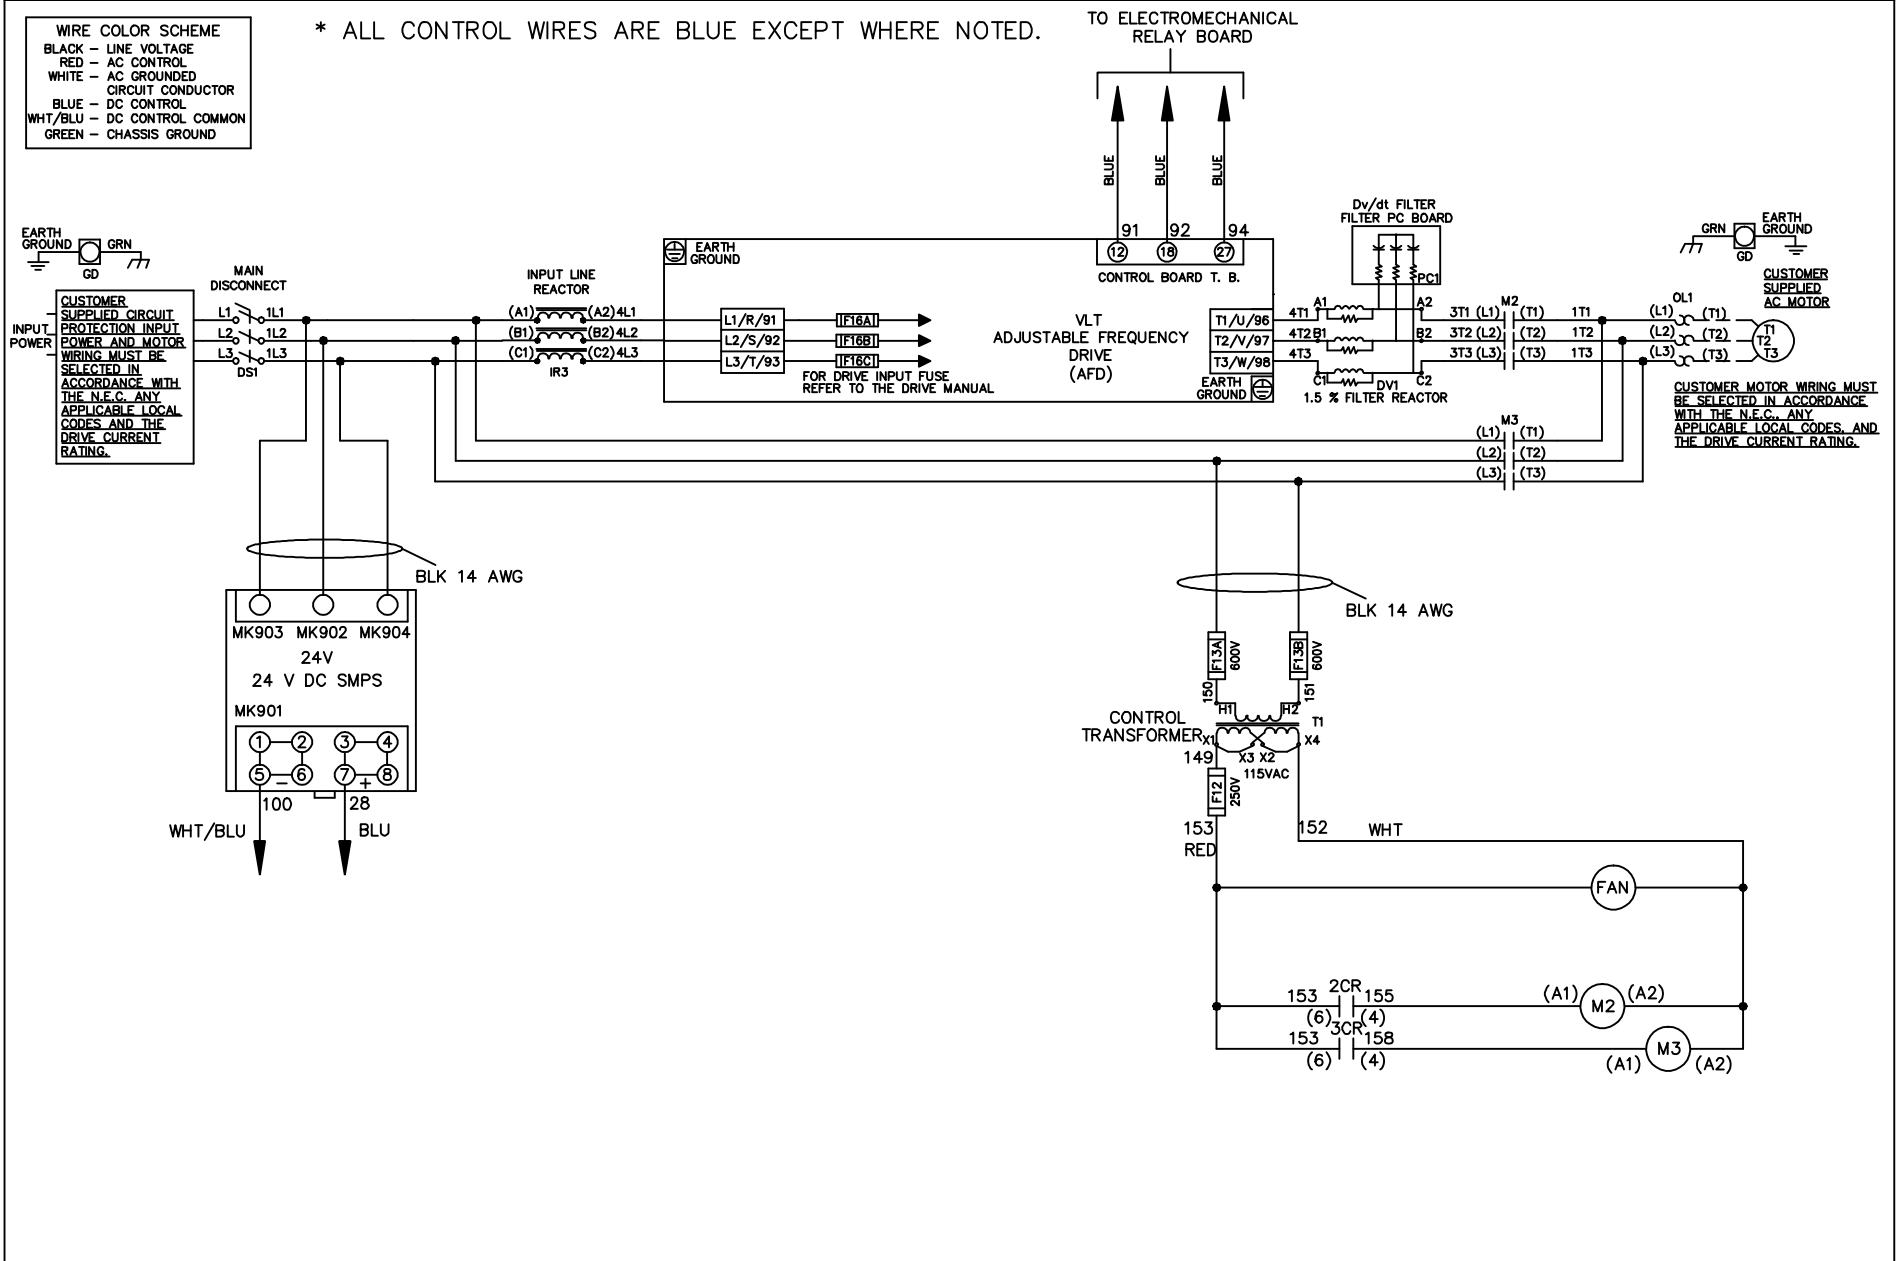 WIRE COLOR SCHEME
BLACK – LINE VOLTAGE
RED – AC CONTROL
WHITE – AC GROUNDED
CIRCUIT CONDUCTOR
BLUE – DC CONTROL
WHT/BLU – DC CONTROL COMMON
GREEN – CHASSIS GROUND
* ALL CONTROL WIRES ARE BLUE EXCEPT WHERE NOTED.
TO ELECTROMECHANICAL
RELAY BOARD
BLUE
BLUE
BLUE
91 92 94
12 18 27
CONTROL BOARD T. B.
EARTH
GROUND
GRN
GD
CUSTOMER
SUPPLIED CIRCUIT
PROTECTION INPUT
POWER AND MOTOR
WIRING MUST BE
SELECTED IN
ACCORDANCE WITH
THE N.E.C. ANY
APPLICABLE LOCAL
CODES AND THE
DRIVE CURRENT
RATING.
INPUT
POWER
MAIN
DISCONNECT
L1 1L1
L2 1L2
L3 1L3
DS1
INPUT LINE
REACTOR
(A1) (A2) 4L1
(B1) (B2) 4L2
(C1) (C2) 4L3
IR3
EARTH
GROUND
L1/R/91
L2/S/92
L3/T/93
F16A
F16B
F16C
FOR DRIVE INPUT FUSE
REFER TO THE DRIVE MANUAL
VLT
ADJUSTABLE FREQUENCY
DRIVE
(AFD)
T1/U/96
T2/V/97
T3/W/98
EARTH
GROUND
Dv/dt FILTER
FILTER PC BOARD
PC1
4T1 A1 A2
4T2 B1 B2
4T3
C1 C2
DV1
1.5 % FILTER REACTOR
M2
3T1 (L1) (T1) 1T1
3T2 (L2) (T2) 1T2
3T3 (L3) (T3) 1T3
OL1
(L1) (T1)
(L2) (T2)
(L3) (T3)
T1
T2
T3
GRN
EARTH
GROUND
GD
CUSTOMER
SUPPLIED
AC MOTOR
CUSTOMER MOTOR WIRING MUST
BE SELECTED IN ACCORDANCE
WITH THE N.E.C., ANY
APPLICABLE LOCAL CODES, AND
THE DRIVE CURRENT RATING.
M3
(L1) (T1)
(L2) (T2)
(L3) (T3)
BLK 14 AWG
MK903 MK902 MK904
24V
24 V DC SMPS
MK901
1 2 3 4
5 6 7 8
– +
100 28
WHT/BLU BLU
BLK 14 AWG
F13A
600V
F13B
600V
150
151
H1 H2
T1
CONTROL
TRANSFORMER
X1 X4
X3 X2
149
115VAC
F12
250V
153
RED
152 WHT
FAN
2CR
153 155
(6) (4)
(A1) M2 (A2)
3CR
153 158
(6) (4)
(A1) M3 (A2)